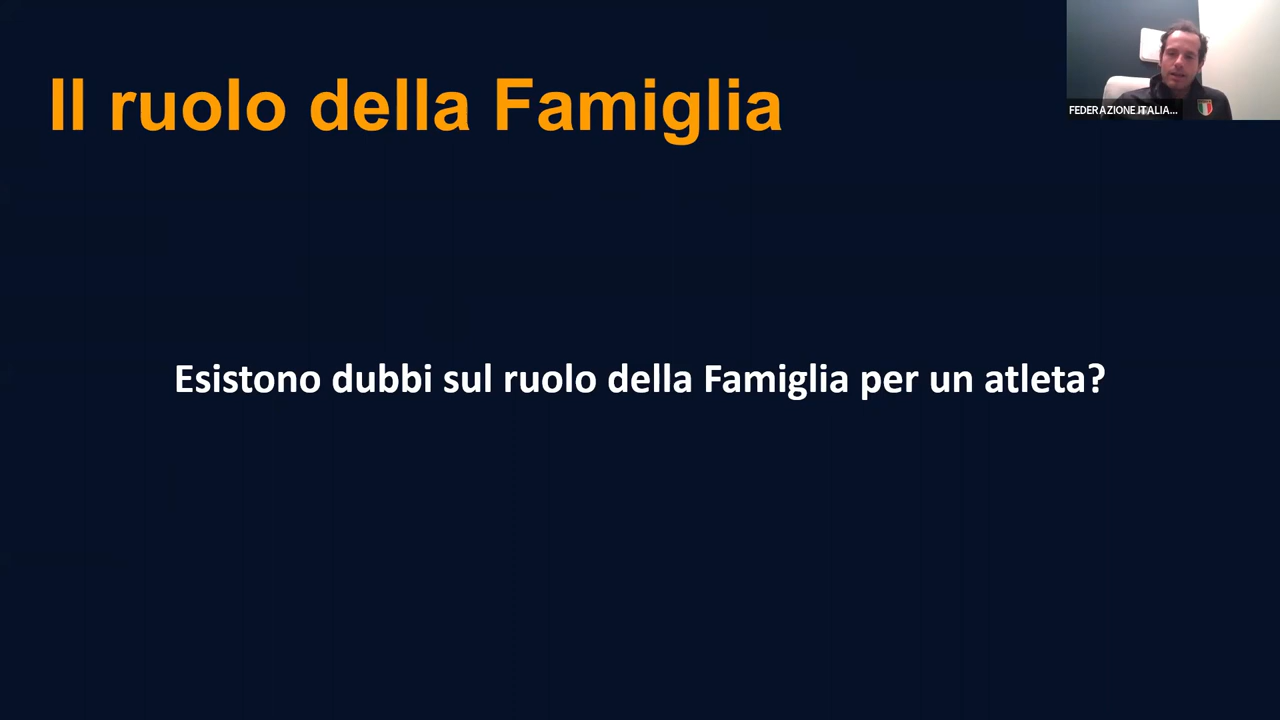 Il ruolo della Famiglia
FEDERAZIONE ITALIA...
Esistono dubbi sul ruolo della Famiglia per un atleta?